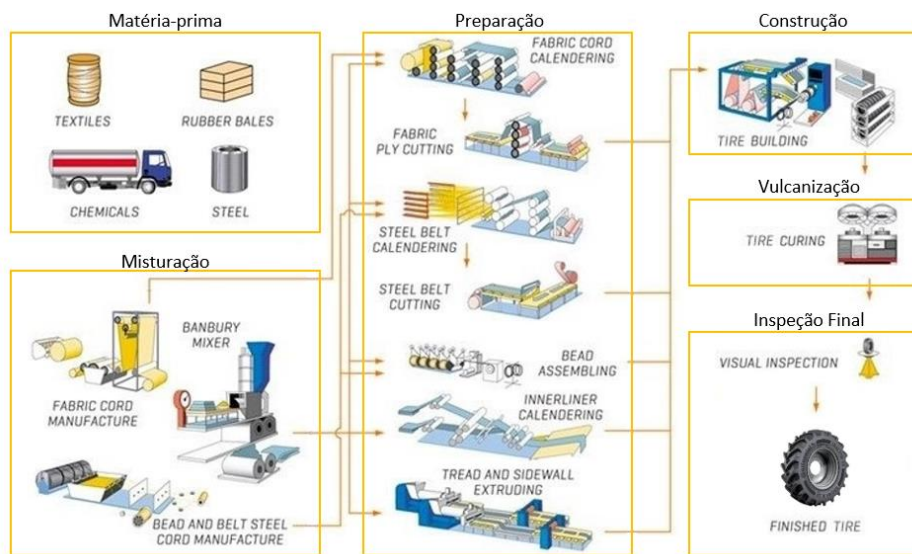 Matéria-prima
TEXTILES
RUBBER BALES
CHEMICALS
STEEL
Misturação
BANBURY
MIXER
FABRIC CORD
MANUFACTURE
BEAD AND BELT STEEL
CORD MANUFACTURE
Preparação
FABRIC CORD
CALENDERING
FABRIC
PLY CUTTING
STEEL BELT
CALENDERING
STEEL BELT
CUTTING
BEAD
ASSEMBLING
INNERLINER
CALENDERING
TREAD AND SIDEWALL
EXTRUDING
Construção
TIRE BUILDING
Vulcanização
TIRE CURING
Inspeção Final
VISUAL INSPECTION
FINISHED TIRE